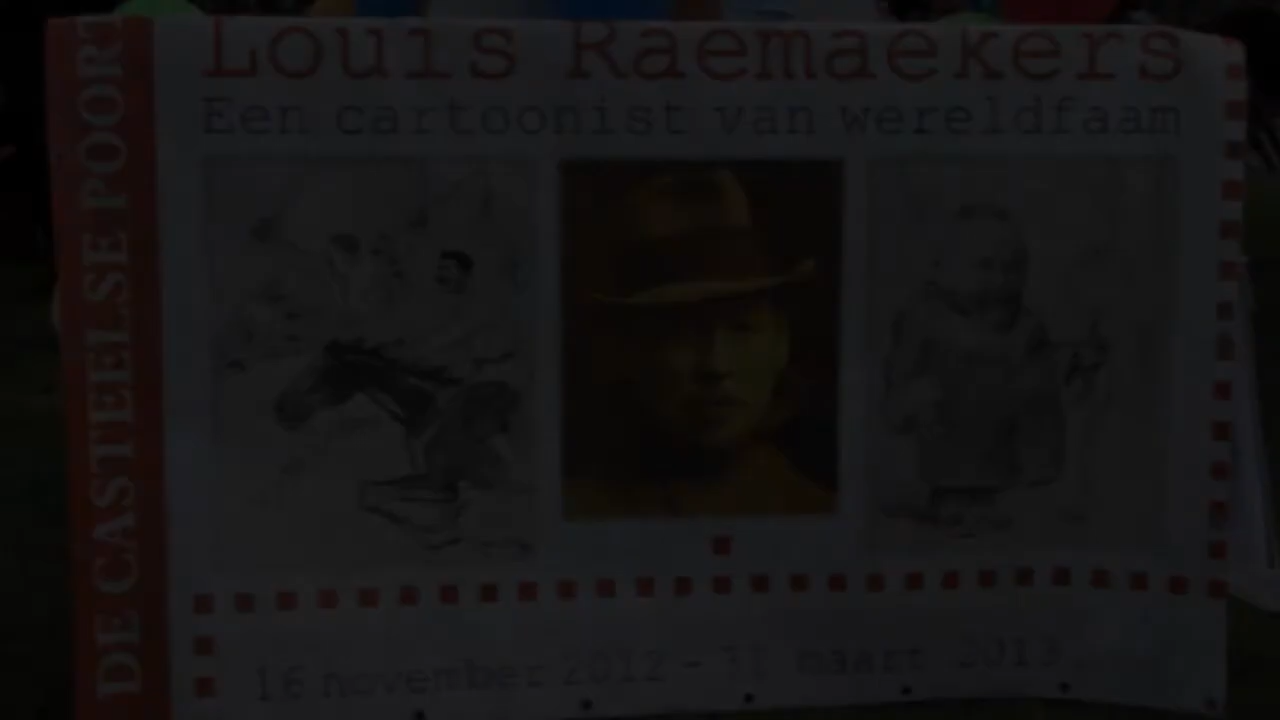 DE CASTEELSE POORT
Louis Raemaekers
Een cartoonist van wereldfaam
16 november 2012 - 31 maart 2013